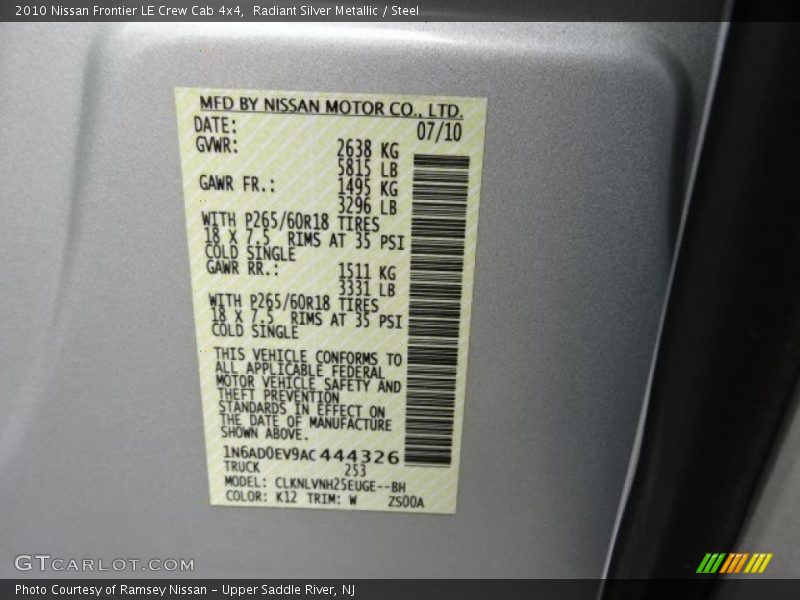 2010 Nissan Frontier LE Crew Cab 4x4, Radiant Silver Metallic / Steel
MFD BY NISSAN MOTOR CO., LTD.
DATE: 07/10
GVWR: 2638 KG
5815 LB
GAWR FR.: 1495 KG
3296 LB
WITH P265/60R18 TIRES
18 X 7.5 RIMS AT 35 PSI
COLD SINGLE
GAWR RR.: 1511 KG
3331 LB
WITH P265/60R18 TIRES
18 X 7.5 RIMS AT 35 PSI
COLD SINGLE
THIS VEHICLE CONFORMS TO
ALL APPLICABLE FEDERAL
MOTOR VEHICLE SAFETY AND
THEFT PREVENTION
STANDARDS IN EFFECT ON
THE DATE OF MANUFACTURE
SHOWN ABOVE.
1N6AD0EV9AC444326
TRUCK 253
MODEL: CLKNLVNH25EUGE--BH
COLOR: K12 TRIM: W ZS00A
GTCARLOT.COM
Photo Courtesy of Ramsey Nissan – Upper Saddle River, NJ